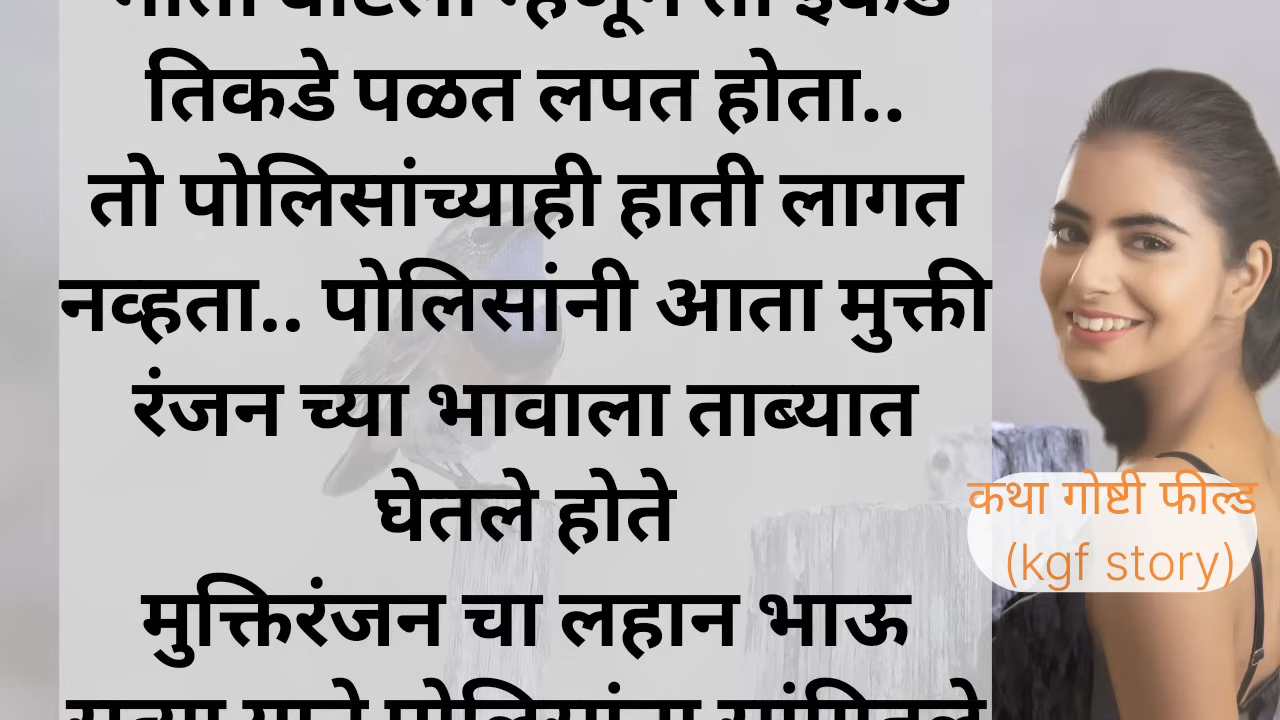 तिकडे पळत लपत होता..
तो पोलिसांच्याही हाती लागत
नव्हता.. पोलिसांनी आता मुक्ती
रंजन च्या भावाला ताब्यात
घेतले होते
मुक्तिरंजन चा लहान भाऊ
कथा गोष्टी फील्ड
(kgf story)